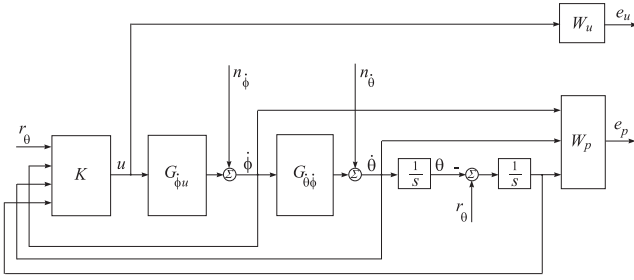 W_u
e_u
n_ϕ̇
n_θ̇
r_θ
K
u
G_ϕ̇u
Σ
ϕ̇
G_θ̇ϕ̇
Σ
θ̇
1/s
θ
-
Σ
r_θ
1/s
W_p
e_p